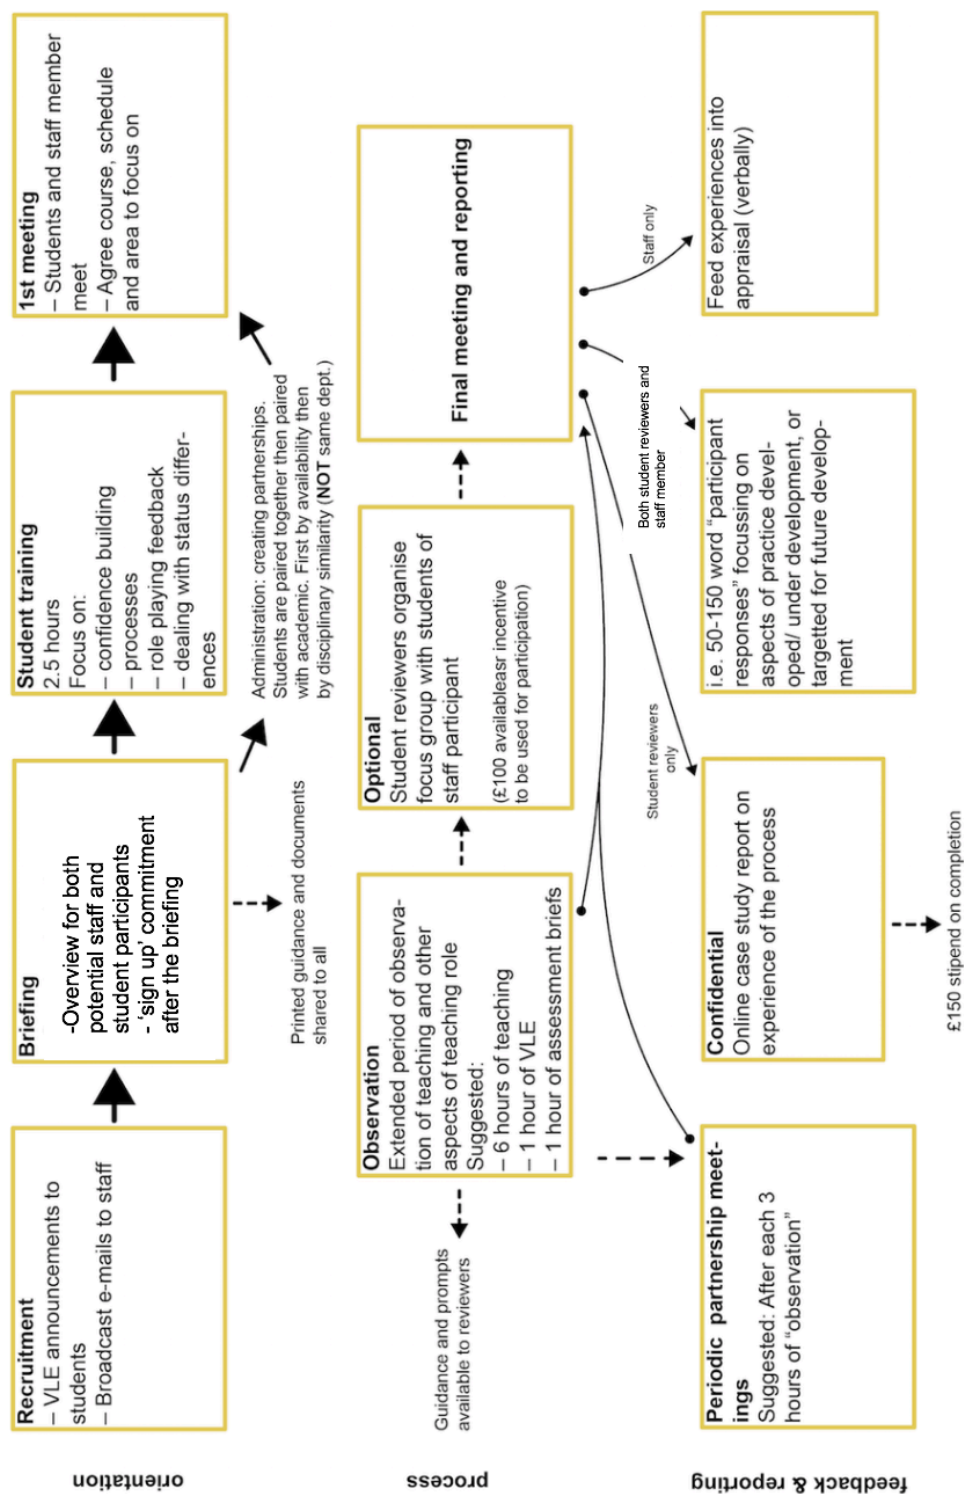 orientation
Recruitment
– VLE announcements to
students
– Broadcast e-mails to staff
Briefing
-Overview for both
potential staff and
student participants
- ‘sign up’ commitment
after the briefing
Student training
2.5 hours
Focus on:
– confidence building
– processes
– role playing feedback
– dealing with status differ-
ences
1st meeting
– Students and staff member
meet
– Agree course, schedule
and area to focus on
Printed guidance and documents
shared to all
Administration: creating partnerships.
Students are paired together then paired
with academic. First by availability then
by disciplinary similarity (NOT same dept.)
process
Guidance and prompts
available to reviewers
Observation
Extended period of observa-
tion of teaching and other
aspects of teaching role
Suggested:
– 6 hours of teaching
– 1 hour of VLE
– 1 hour of assessment briefs
Optional
Student reviewers organise
focus group with students of
staff participant
(£100 availableasr incentive
to be used for participation)
Final meeting and reporting
Student reviewers
only
Both student reviewers and
staff member
Staff only
feedback & reporting
Periodic partnership meet-
ings
Suggested: After each 3
hours of “observation”
Confidential
Online case study report on
experience of the process
i.e. 50-150 word “participant
responses” focussing on
aspects of practice devel-
oped/ under development, or
targetted for future develop-
ment
Feed experiences into
appraisal (verbally)
£150 stipend on completion